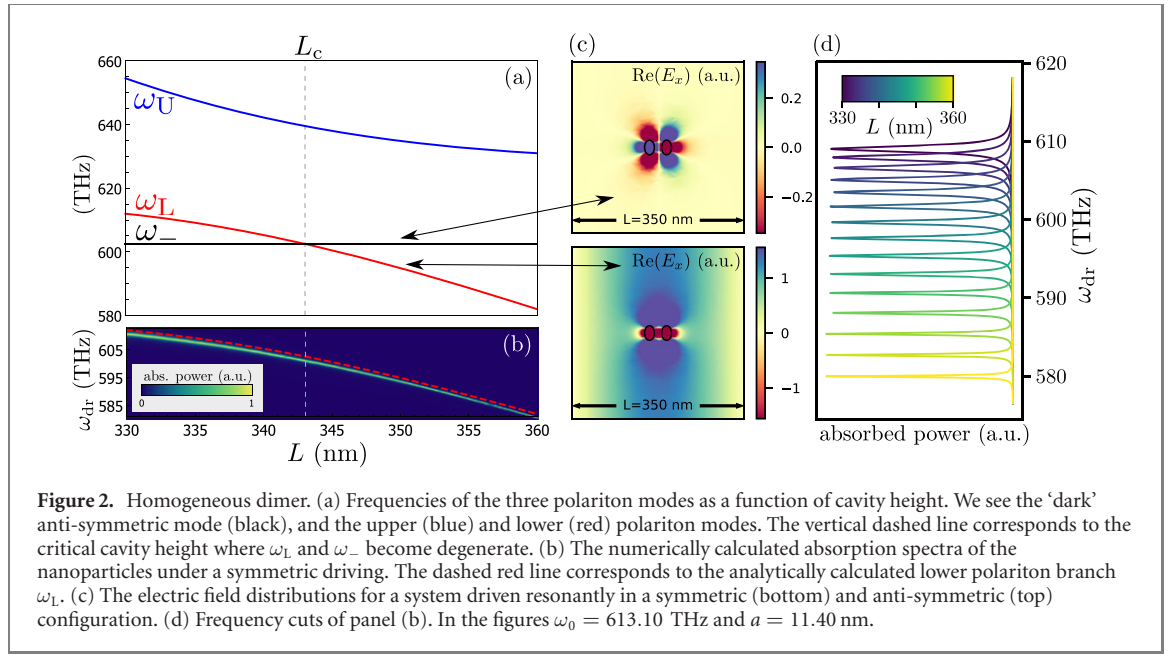 L_c
(a)
660
640
620
600
580
(THz)
ω_U
ω_L
ω_−
(b)
605
595
585
ω_dr (THz)
abs. power (a.u.)
0 1
330 335 340 345 350 355 360
L (nm)
(c)
Re(E_x) (a.u.)
0.2
0.0
−0.2
L=350 nm
Re(E_x) (a.u.)
1
0
−1
L=350 nm
(d)
330 360
L (nm)
620
610
600
590
580
ω_dr (THz)
absorbed power (a.u.)
Figure 2. Homogeneous dimer. (a) Frequencies of the three polariton modes as a function of cavity height. We see the ‘dark’
anti-symmetric mode (black), and the upper (blue) and lower (red) polariton modes. The vertical dashed line corresponds to the
critical cavity height where ω_L and ω_− become degenerate. (b) The numerically calculated absorption spectra of the
nanoparticles under a symmetric driving. The dashed red line corresponds to the analytically calculated lower polariton branch
ω_L. (c) The electric field distributions for a system driven resonantly in a symmetric (bottom) and anti-symmetric (top)
configuration. (d) Frequency cuts of panel (b). In the figures ω_0 = 613.10 THz and a = 11.40 nm.